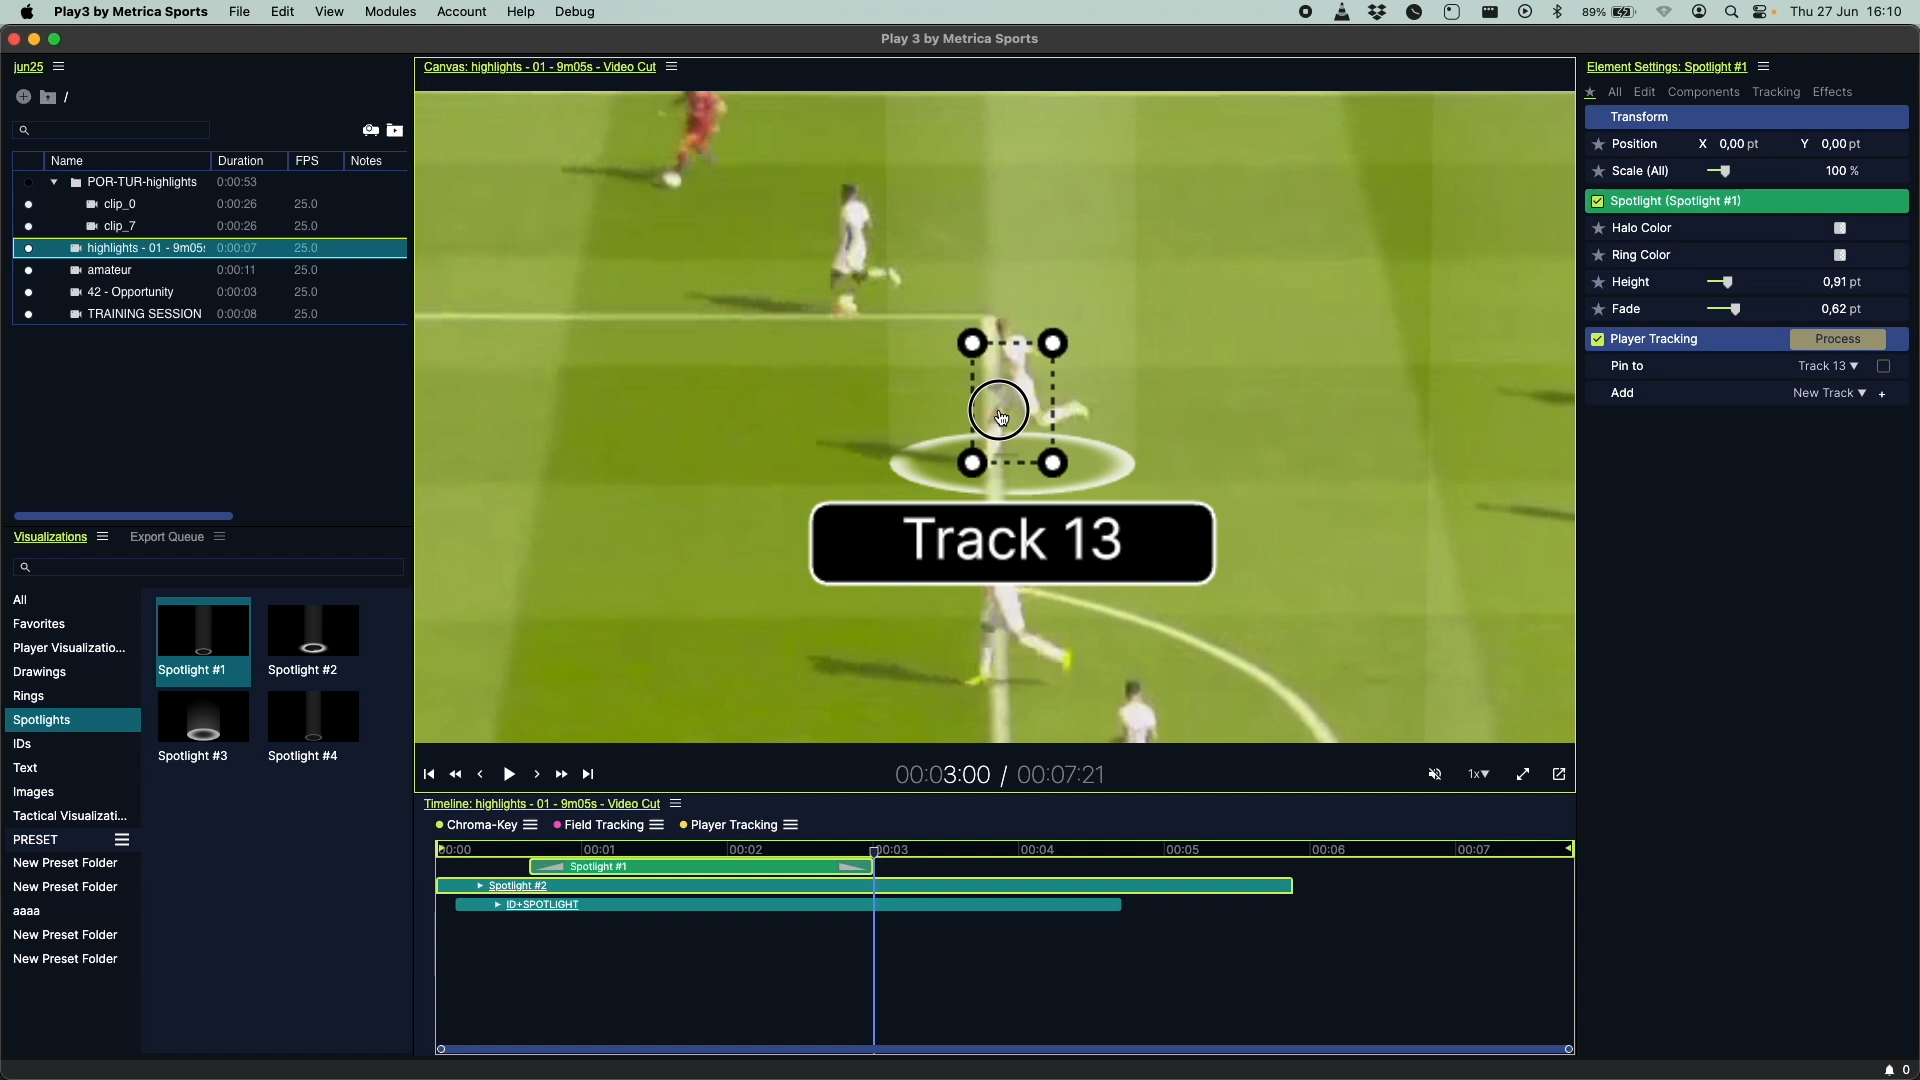 Play3 by Metrica Sports File Edit View Modules Account Help Debug 89% Thu 27 Jun 16:10
Play 3 by Metrica Sports
jun25
/
Name Duration FPS Notes
POR-TUR-highlights 0:00:53
clip_0 0:00:26 25.0
clip_7 0:00:26 25.0
highlights - 01 - 9m05s 0:00:07 25.0
amateur 0:00:11 25.0
42 - Opportunity 0:00:03 25.0
TRAINING SESSION 0:00:08 25.0
Visualizations Export Queue
All
Favorites
Player Visualizatio...
Drawings
Rings
Spotlights
IDs
Text
Images
Tactical Visualizati...
PRESET
New Preset Folder
New Preset Folder
aaaa
New Preset Folder
New Preset Folder
Spotlight #1 Spotlight #2
Spotlight #3 Spotlight #4
Canvas: highlights - 01 - 9m05s - Video Cut
Track 13
00:03:00 / 00:07:21
1x
Timeline: highlights - 01 - 9m05s - Video Cut
Chroma-Key Field Tracking Player Tracking
00:00 00:01 00:02 00:03 00:04 00:05 00:06 00:07
Spotlight #1
Spotlight #2
ID+SPOTLIGHT
Element Settings: Spotlight #1
All Edit Components Tracking Effects
Transform
Position X 0,00 pt Y 0,00 pt
Scale (All) 100 %
Spotlight (Spotlight #1)
Halo Color
Ring Color
Height 0,91 pt
Fade 0,62 pt
Player Tracking Process
Pin to Track 13
Add New Track +
0